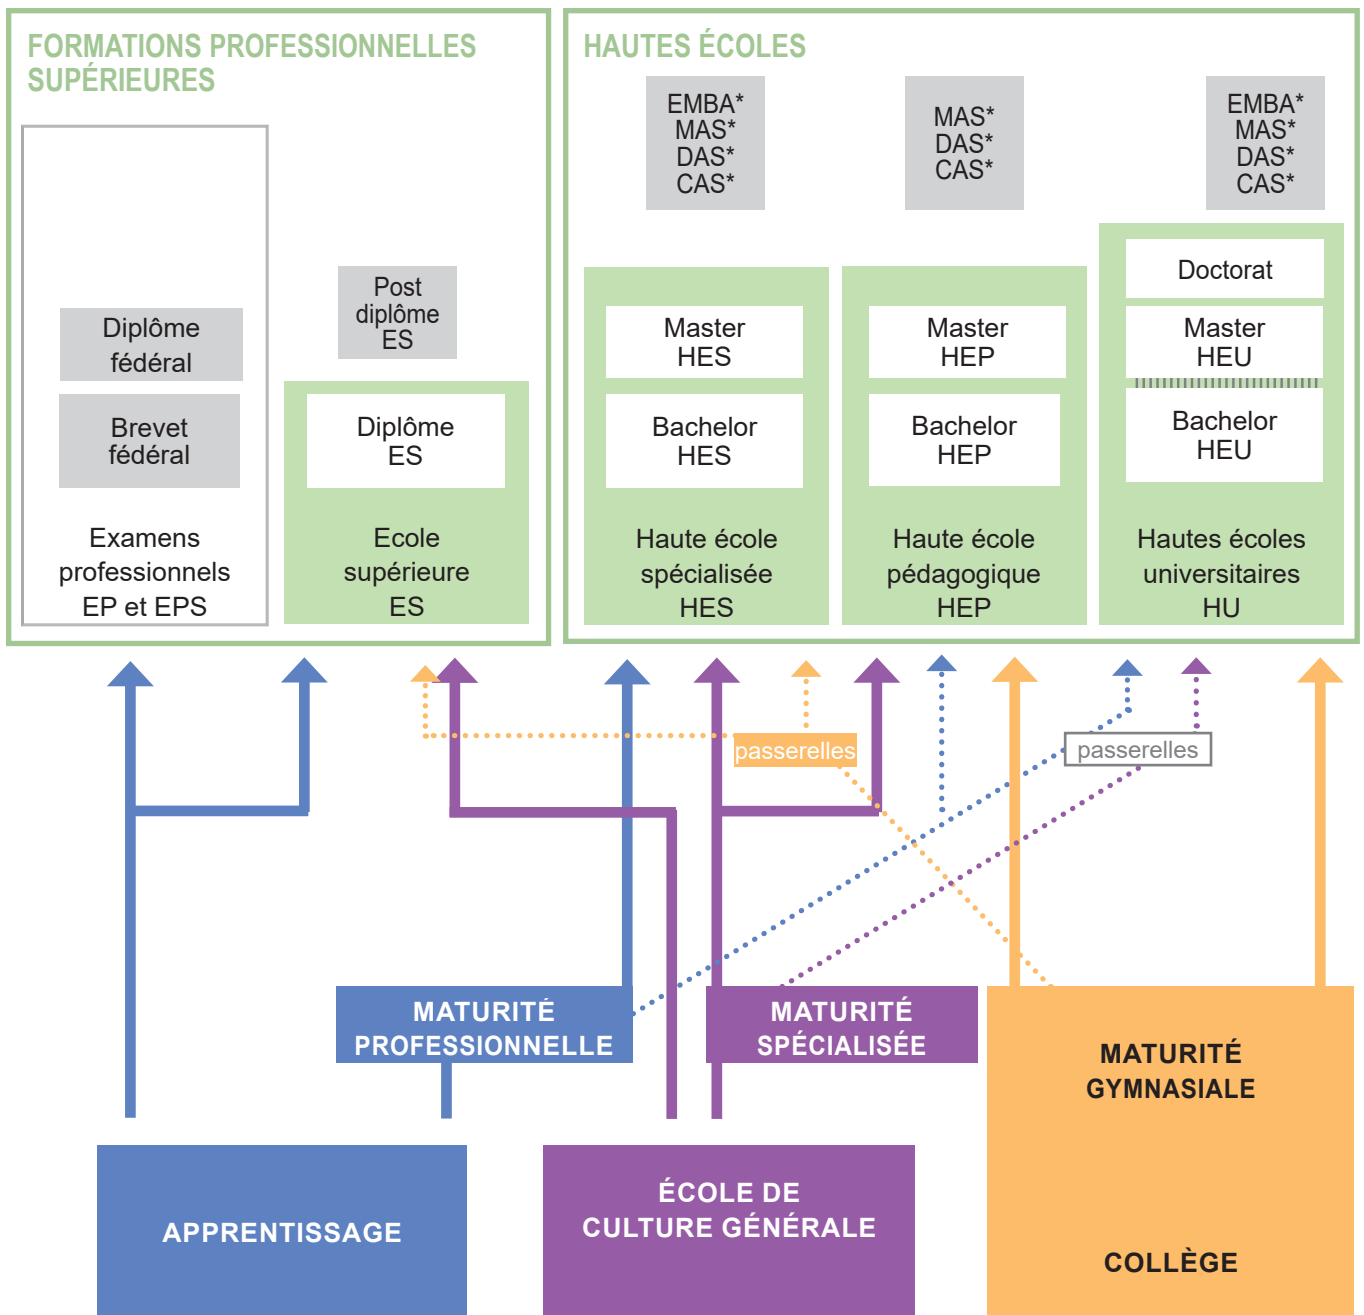 FORMATIONS PROFESSIONNELLES
SUPÉRIEURES
HAUTES ÉCOLES
EMBA*
MAS*
DAS*
CAS*
MAS*
DAS*
CAS*
EMBA*
MAS*
DAS*
CAS*
Diplôme
fédéral
Brevet
fédéral
Examens
professionnels
EP et EPS
Post
diplôme
ES
Diplôme
ES
Ecole
supérieure
ES
Master
HES
Bachelor
HES
Haute école
spécialisée
HES
Master
HEP
Bachelor
HEP
Haute école
pédagogique
HEP
Doctorat
Master
HEU
Bachelor
HEU
Hautes écoles
universitaires
HU
passerelles
passerelles
MATURITÉ
PROFESSIONNELLE
MATURITÉ
SPÉCIALISÉE
MATURITÉ
GYMNASIALE
APPRENTISSAGE
ÉCOLE DE
CULTURE GÉNÉRALE
COLLÈGE